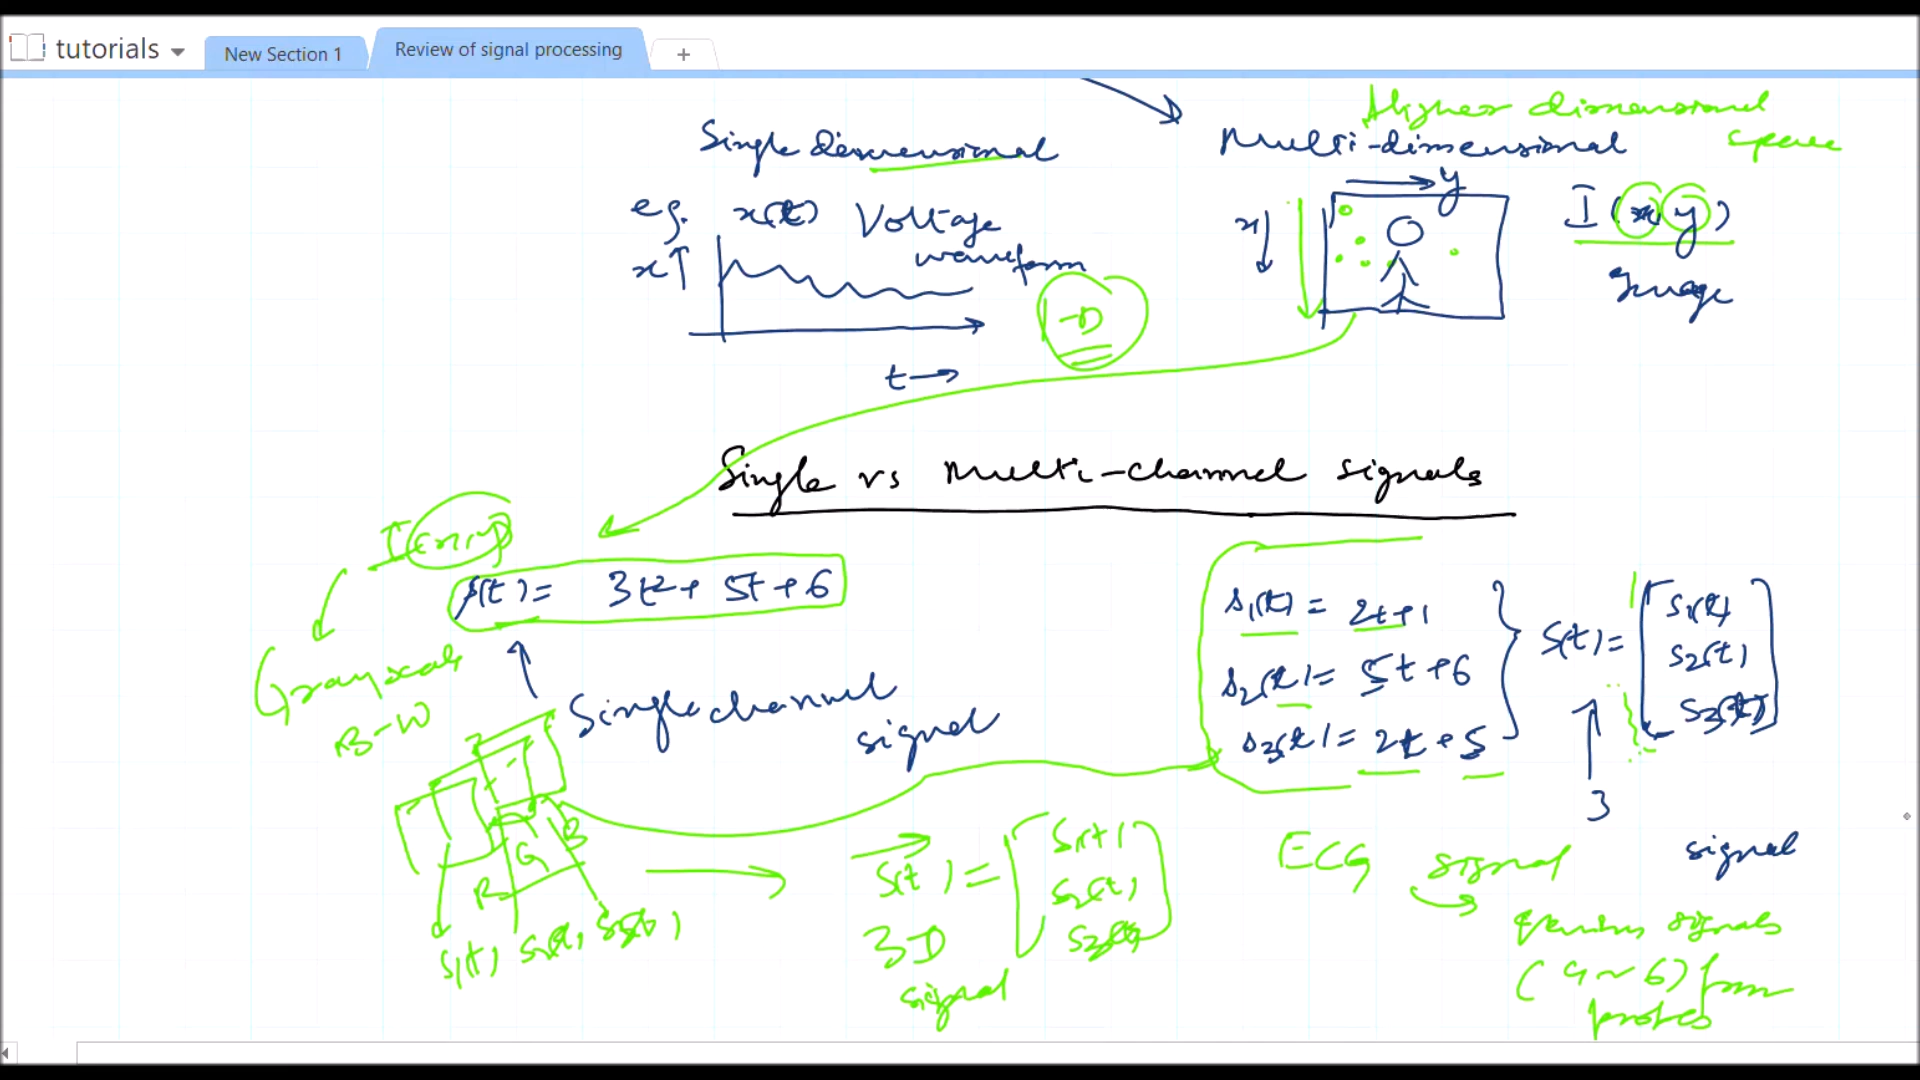 tutorials
New Section 1
Review of signal processing
+
Higher dimensional
space
Single dimensional
Multi-dimensional
e.g. x(t) Voltage
waveform
x
1-D
t→
y
x
I(x,y)
Image
Single vs Multi-channel signals
I(x,y)
s(t) = 3t²+ 5t+6
Grayscale
B-W
Single channel
signal
s₁(t) = 2t+1
s₂(t) = 5t+6
s₃(t) = 2t+5
S(t) = [s₁(t)
s₂(t)
s₃(t)]
3
signal
R G B
s₁(t), s₂(t), s₃(t)
s(t) = [s₁(t)
s₂(t)
s₃(t)]
3D
signal
ECG signal
signals
(4~6) from
probes